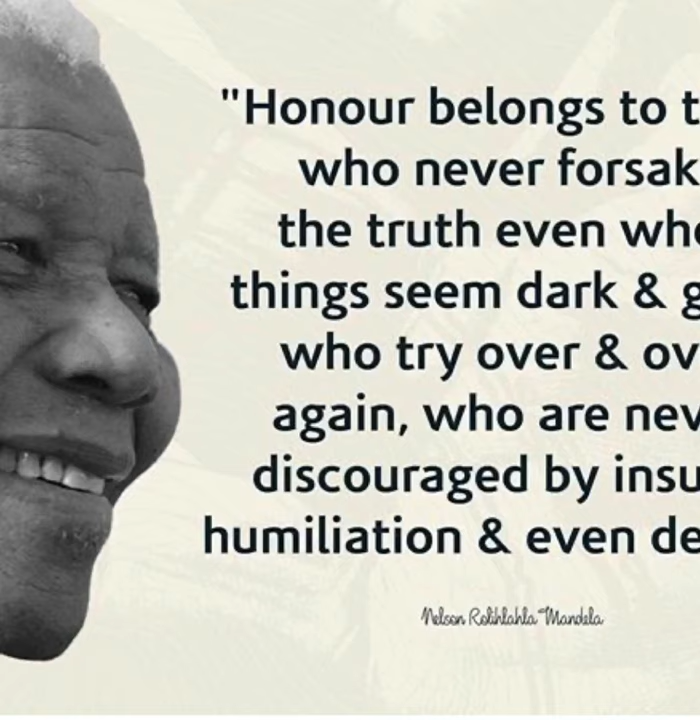 "Honour belongs to t
who never forsak
the truth even whe
things seem dark & g
who try over & ov
again, who are nev
discouraged by insu
humiliation & even de
Nelson Rolihlahla Mandela